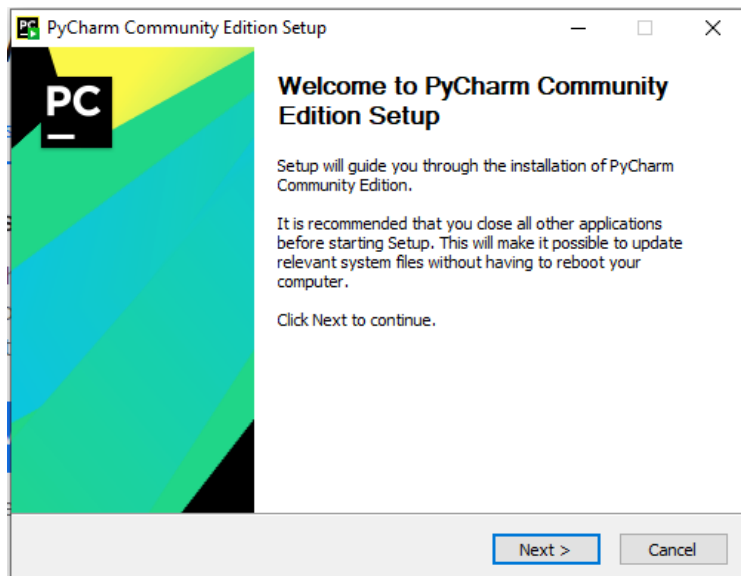 PyCharm Community Edition Setup
PC
Welcome to PyCharm Community
Edition Setup
Setup will guide you through the installation of PyCharm
Community Edition.
It is recommended that you close all other applications
before starting Setup. This will make it possible to update
relevant system files without having to reboot your
computer.
Click Next to continue.
Next >
Cancel